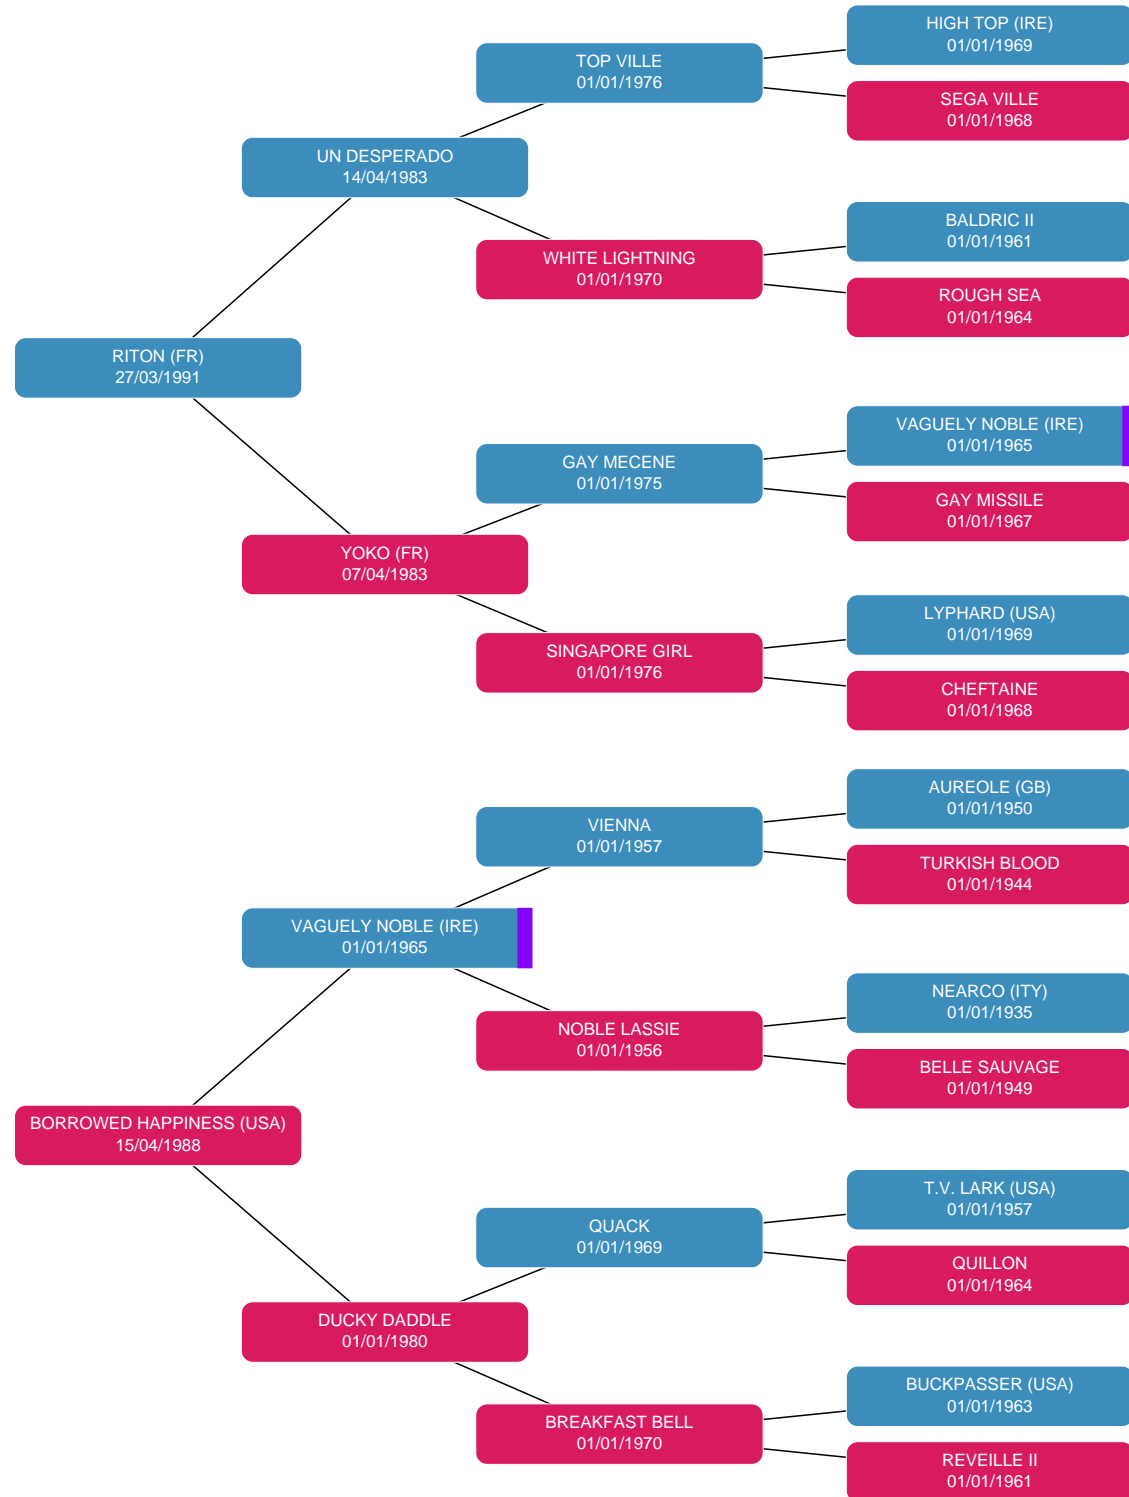 HIGH TOP (IRE)
01/01/1969
TOP VILLE
01/01/1976
SEGA VILLE
01/01/1968
UN DESPERADO
14/04/1983
BALDRIC II
01/01/1961
WHITE LIGHTNING
01/01/1970
ROUGH SEA
01/01/1964
RITON (FR)
27/03/1991
VAGUELY NOBLE (IRE)
01/01/1965
GAY MECENE
01/01/1975
GAY MISSILE
01/01/1967
YOKO (FR)
07/04/1983
LYPHARD (USA)
01/01/1969
SINGAPORE GIRL
01/01/1976
CHEFTAINE
01/01/1968
AUREOLE (GB)
01/01/1950
VIENNA
01/01/1957
TURKISH BLOOD
01/01/1944
VAGUELY NOBLE (IRE)
01/01/1965
NEARCO (ITY)
01/01/1935
NOBLE LASSIE
01/01/1956
BELLE SAUVAGE
01/01/1949
BORROWED HAPPINESS (USA)
15/04/1988
T.V. LARK (USA)
01/01/1957
QUACK
01/01/1969
QUILLON
01/01/1964
DUCKY DADDLE
01/01/1980
BUCKPASSER (USA)
01/01/1963
BREAKFAST BELL
01/01/1970
REVEILLE II
01/01/1961